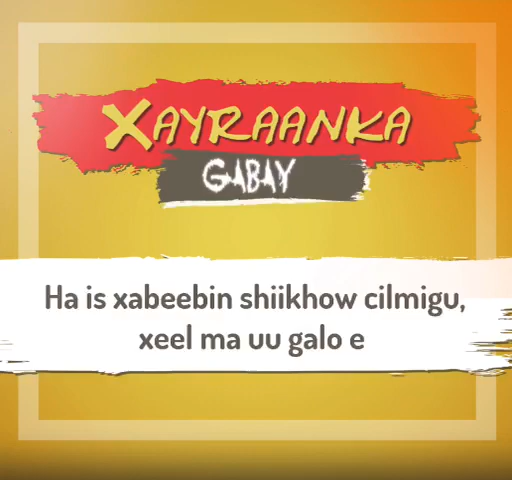 XAYRAANKA
GABAY
Ha is xabeebin shiikhow cilmigu,
xeel ma uu galo e